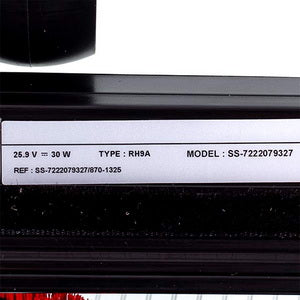 25.9 V ⎓ 30 W TYPE : RH9A MODEL : SS-7222079327
REF : SS-7222079327/870-1325